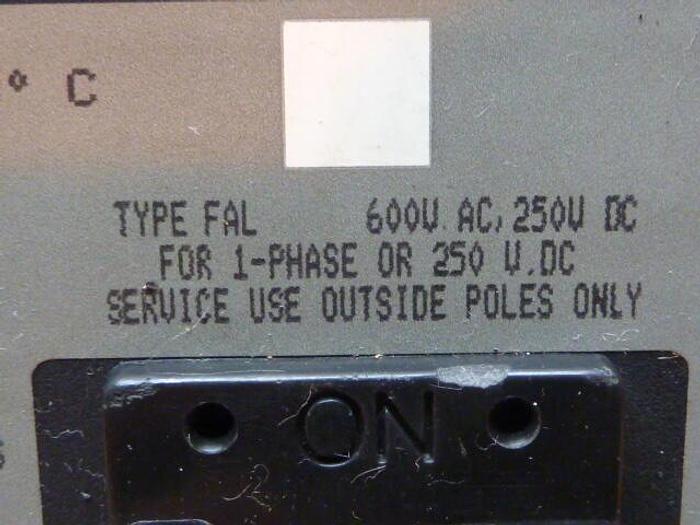 ° C
TYPE FAL 600V AC, 250V DC
FOR 1-PHASE OR 250 V.DC
SERVICE USE OUTSIDE POLES ONLY
ON